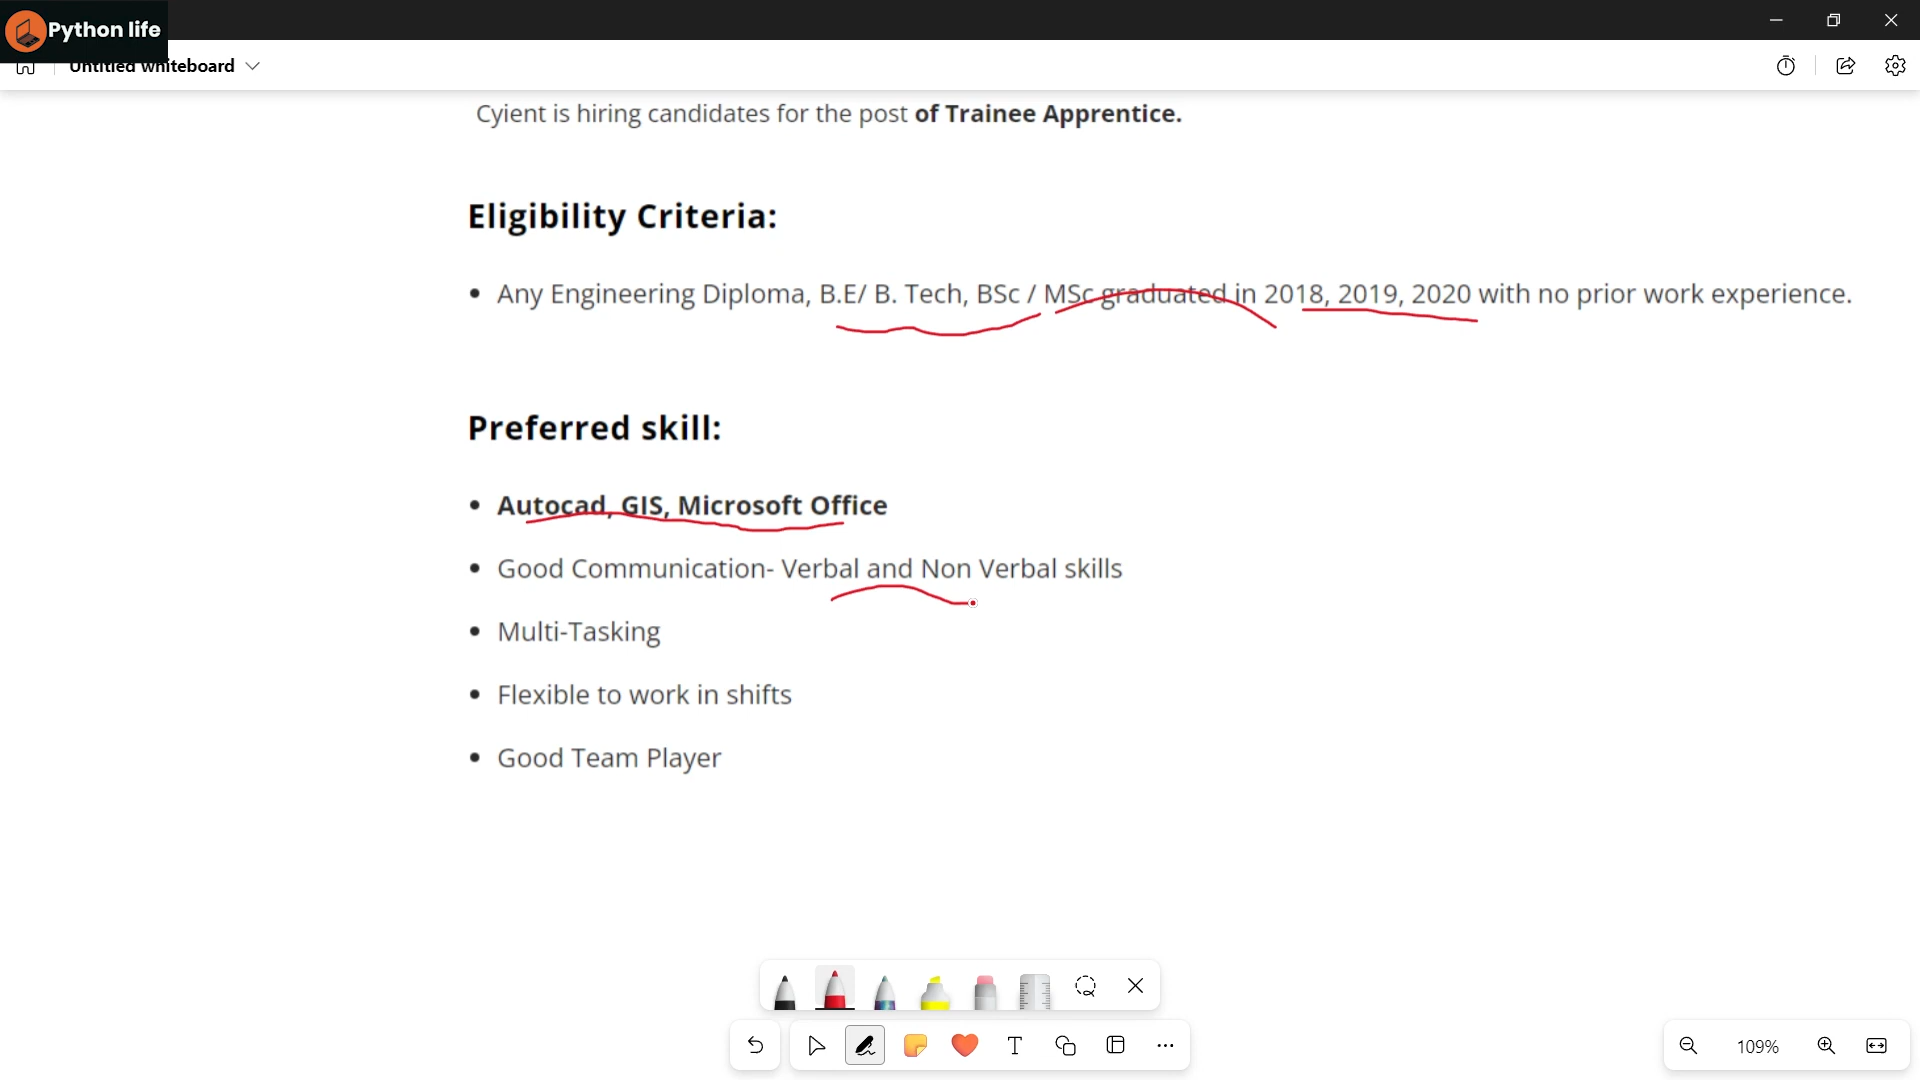 Python life
Untitled whiteboard
Cyient is hiring candidates for the post of Trainee Apprentice.
Eligibility Criteria:
• Any Engineering Diploma, B.E/ B. Tech, BSc / MSc graduated in 2018, 2019, 2020 with no prior work experience.
Preferred skill:
• Autocad, GIS, Microsoft Office
• Good Communication- Verbal and Non Verbal skills
• Multi-Tasking
• Flexible to work in shifts
• Good Team Player
109%